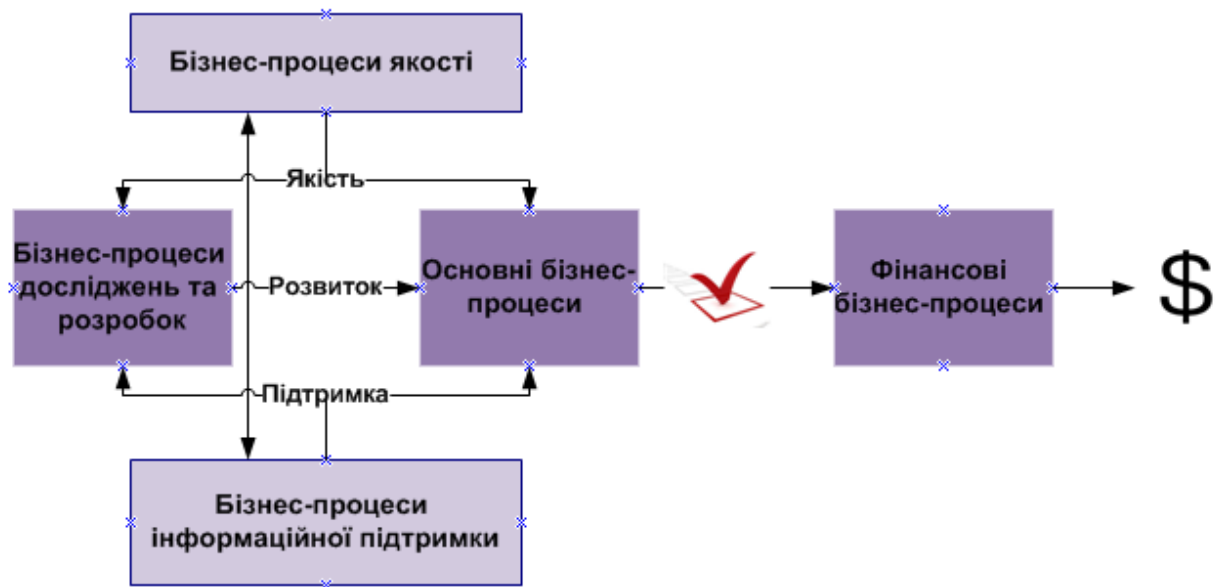 Бізнес-процеси якості
Якість
Бізнес-процеси
досліджень та
розробок
Розвиток
Основні бізнес-
процеси
Фінансові
бізнес-процеси
$
Підтримка
Бізнес-процеси
інформаційної підтримки